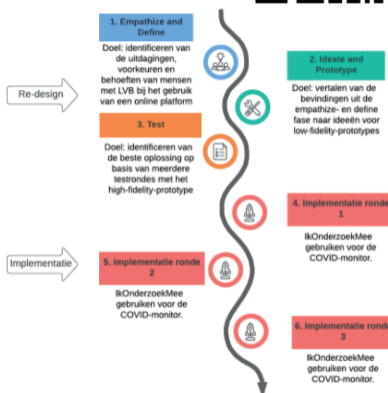 1. Empathize and
Define
Doel: identificeren van
de uitdagingen,
voorkeuren en
behoeften van mensen
met LVB bij het gebruik
van een online platform
Re-design
2. Ideate and
Prototype
Doel: vertalen van de
bevindingen uit de
empathize- en define
fase naar ideeën voor
low-fidelity-prototypes
3. Test
Doel: identificeren van
de beste oplossing op
basis van meerdere
testrondes met het
high-fidelity-prototype
4. Implementatie ronde
1
IkOnderzoekMee
gebruiken voor de
COVID-monitor.
Implementatie
5. Implementatie ronde
2
IkOnderzoekMee
gebruiken voor de
COVID-monitor.
6. Implementatie ronde
3
IkOnderzoekMee
gebruiken voor de
COVID-monitor.